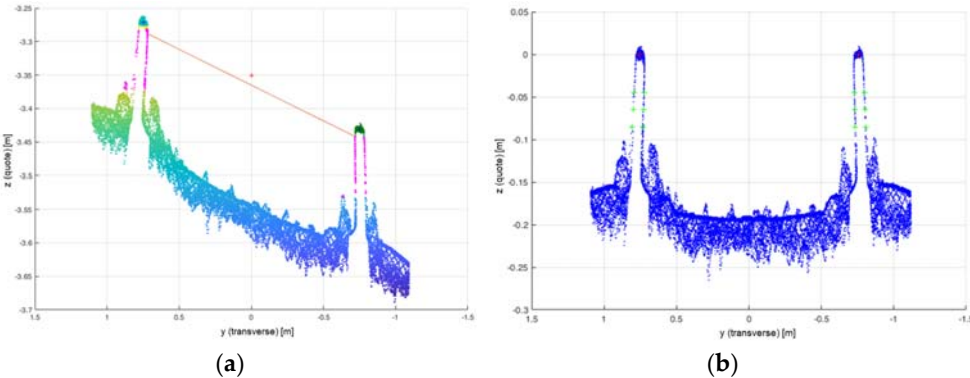 -3.25
-3.3
-3.35
-3.4
-3.45
-3.5
-3.55
-3.6
-3.65
-3.7
z (quote) [m]
1.5 1 0.5 0 -0.5 -1 -1.5
y (transverse) [m]
(a)
0.05
0
-0.05
-0.1
-0.15
-0.2
-0.25
-0.3
z (quote) [m]
1.5 1 0.5 0 -0.5 -1 -1.5
y (transverse) [m]
(b)